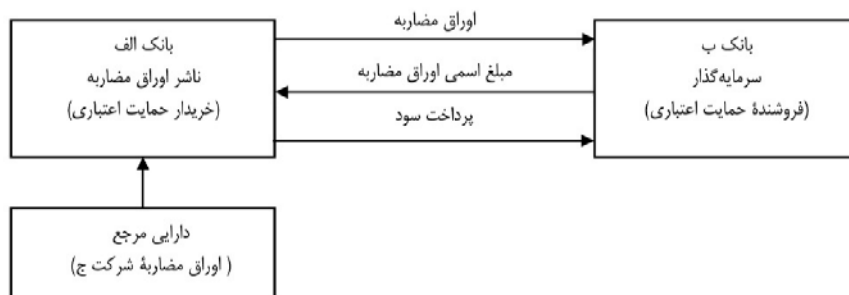 بانک الف
ناشر اوراق مضاربه
(خریدار حمایت اعتباری)
اوراق مضاربه
مبلغ اسمی اوراق مضاربه
پرداخت سود
بانک ب
سرمایه‌گذار
(فروشندهٔ حمایت اعتباری)
دارایی مرجع
( اوراق مضاربهٔ شرکت ج)